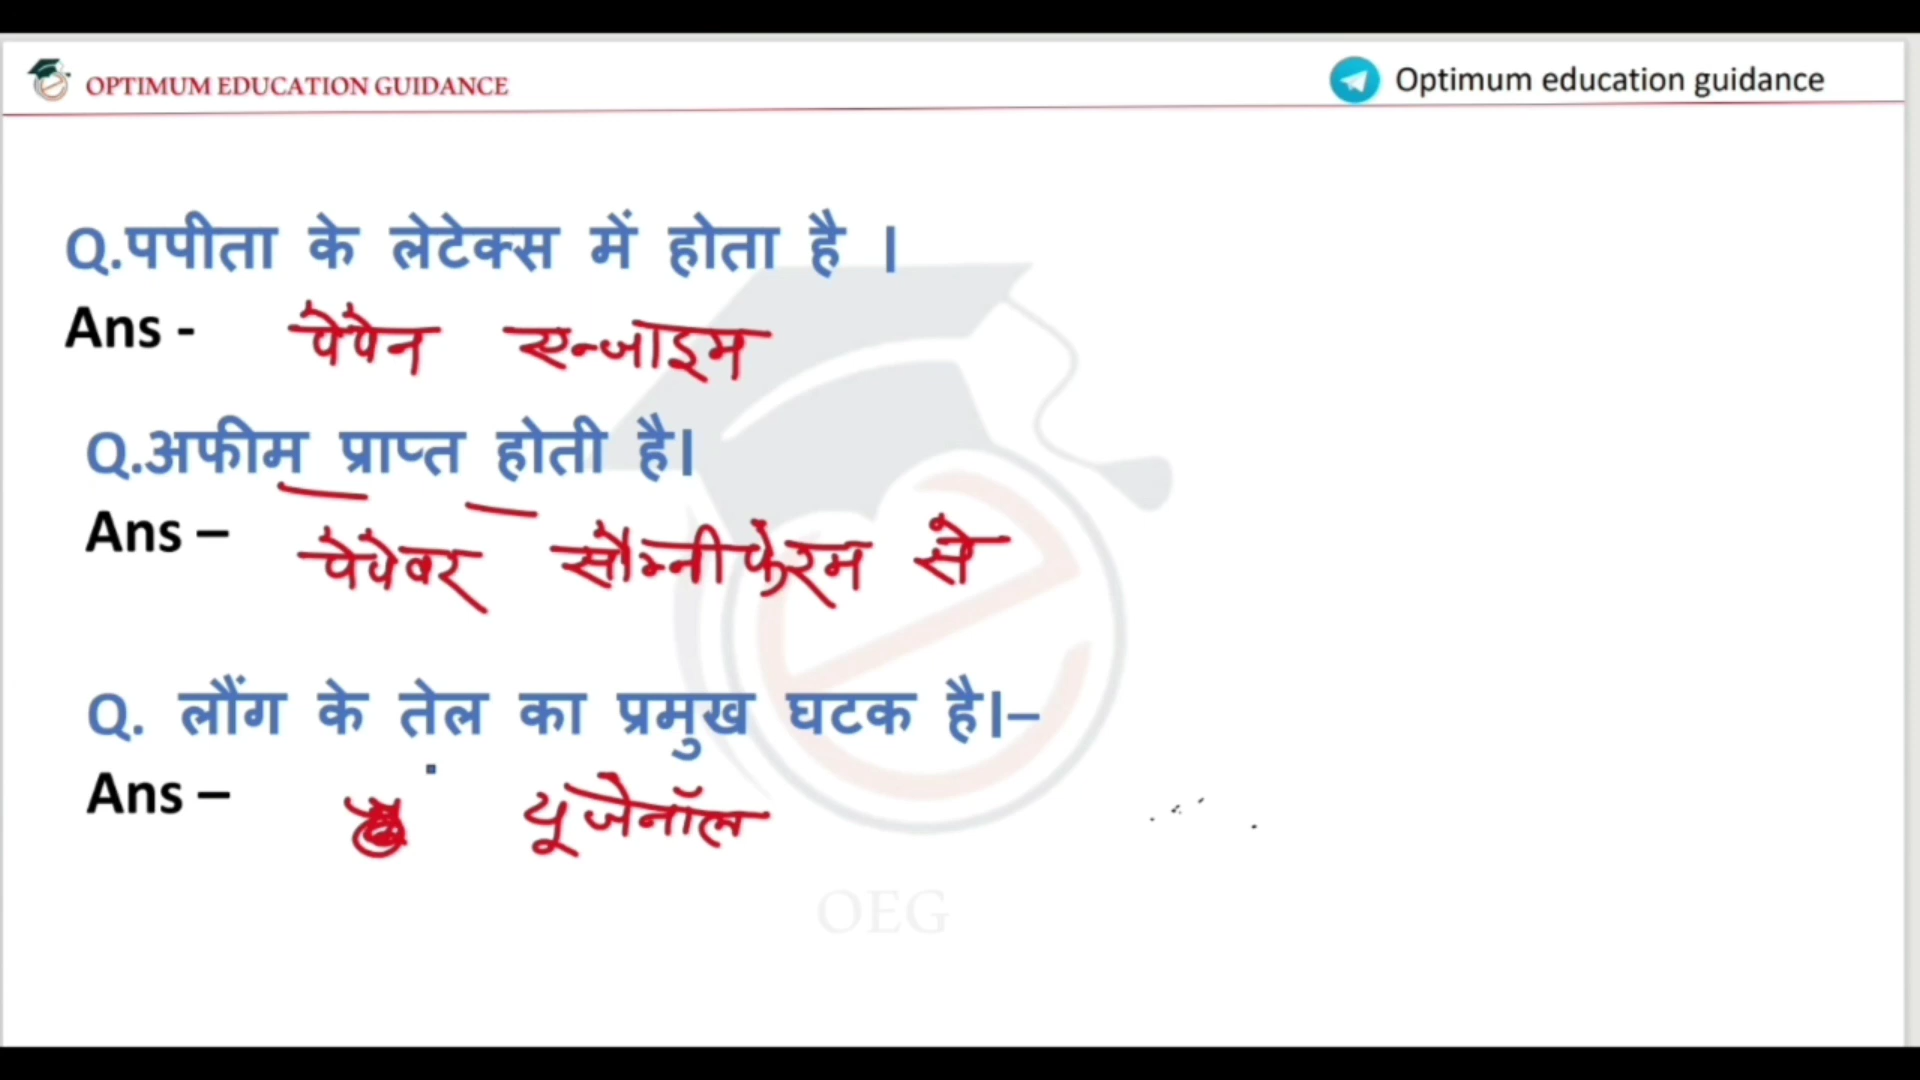 OPTIMUM EDUCATION GUIDANCE
Optimum education guidance
Q.पपीता के लेटेक्स में होता है ।
Ans - पेपेन एन्जाइम
Q.अफीम प्राप्त होती है।
Ans – पेपेवर सौम्नीफेरम से
Q. लौंग के तेल का प्रमुख घटक है।–
Ans – यूजेनॉल
OEG